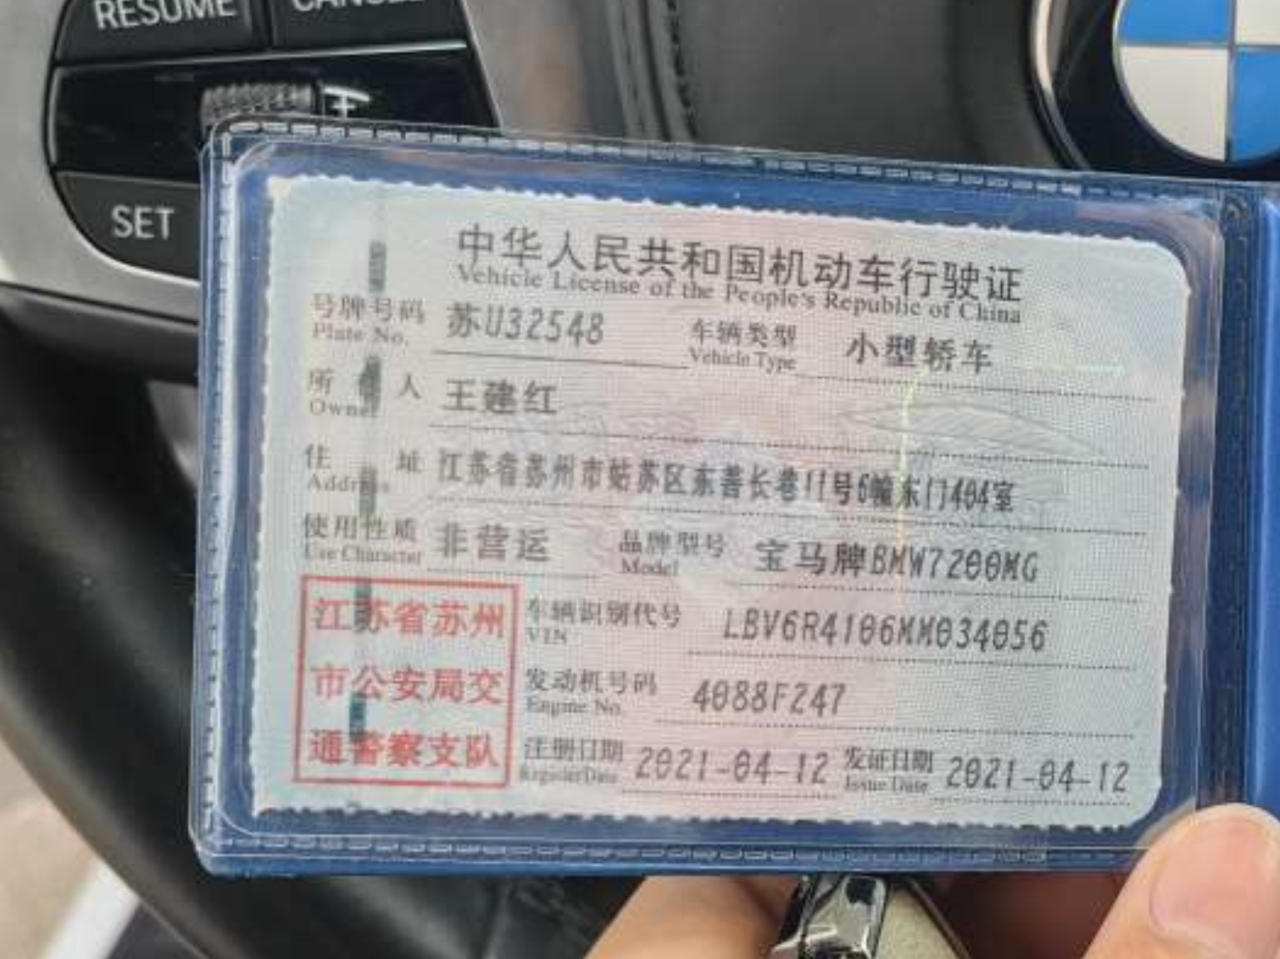 RESUME
CANCEL
SET
中华人民共和国机动车行驶证
Vehicle License of the People's Republic of China
号牌号码 苏U32548 车辆类型 小型轿车
Plate No. Vehicle Type
所有人 王建红
Owner
住址 江苏省苏州市姑苏区东善长巷11号6幢东门404室
Address
使用性质 非营运 品牌型号 宝马牌BMW7200MG
Use Character Model
江苏省苏州
市公安局交
通警察支队
车辆识别代号 LBV6R4106MM034056
VIN
发动机号码 4088F247
Engine No.
注册日期 2021-04-12 发证日期 2021-04-12
Register Date Issue Date